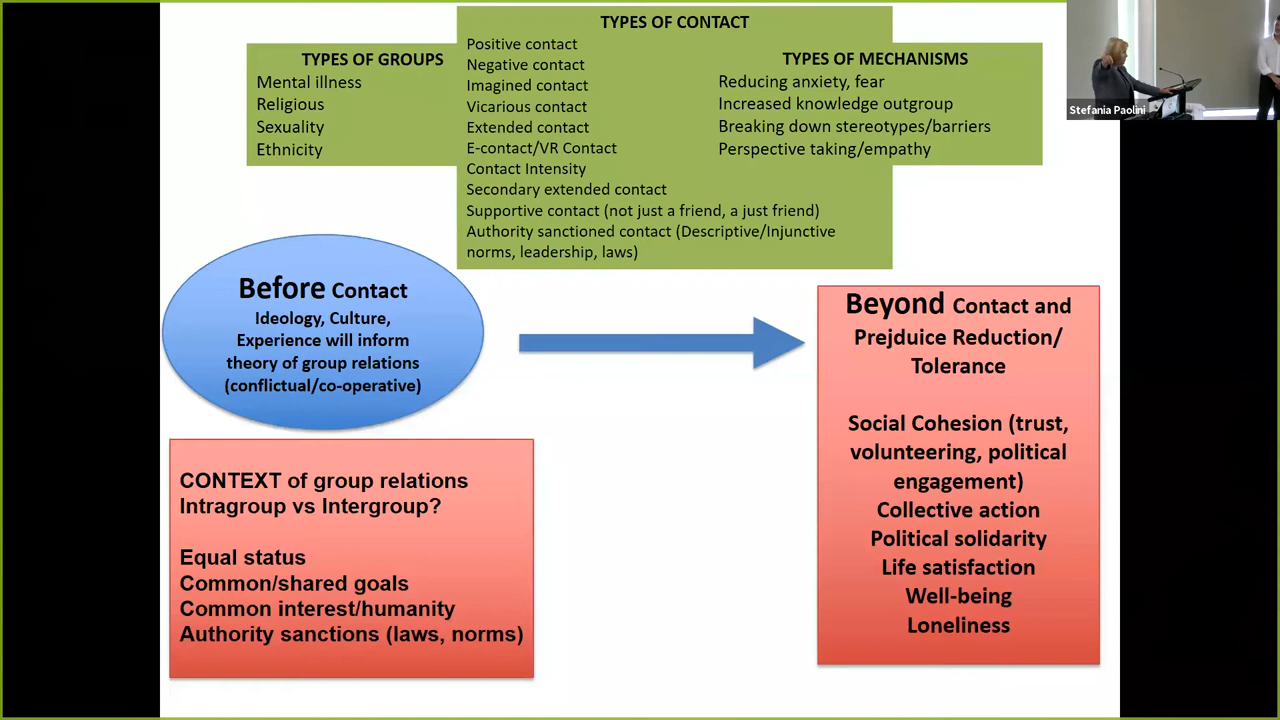 TYPES OF GROUPS
Mental illness
Religious
Sexuality
Ethnicity
TYPES OF CONTACT
Positive contact
Negative contact
Imagined contact
Vicarious contact
Extended contact
E-contact/VR Contact
Contact Intensity
Secondary extended contact
Supportive contact (not just a friend, a just friend)
Authority sanctioned contact (Descriptive/Injunctive
norms, leadership, laws)
TYPES OF MECHANISMS
Reducing anxiety, fear
Increased knowledge outgroup
Breaking down stereotypes/barriers
Perspective taking/empathy
Stefania Paolini
Before Contact
Ideology, Culture,
Experience will inform
theory of group relations
(conflictual/co-operative)
CONTEXT of group relations
Intragroup vs Intergroup?
Equal status
Common/shared goals
Common interest/humanity
Authority sanctions (laws, norms)
Beyond Contact and
Prejduice Reduction/
Tolerance
Social Cohesion (trust,
volunteering, political
engagement)
Collective action
Political solidarity
Life satisfaction
Well-being
Loneliness